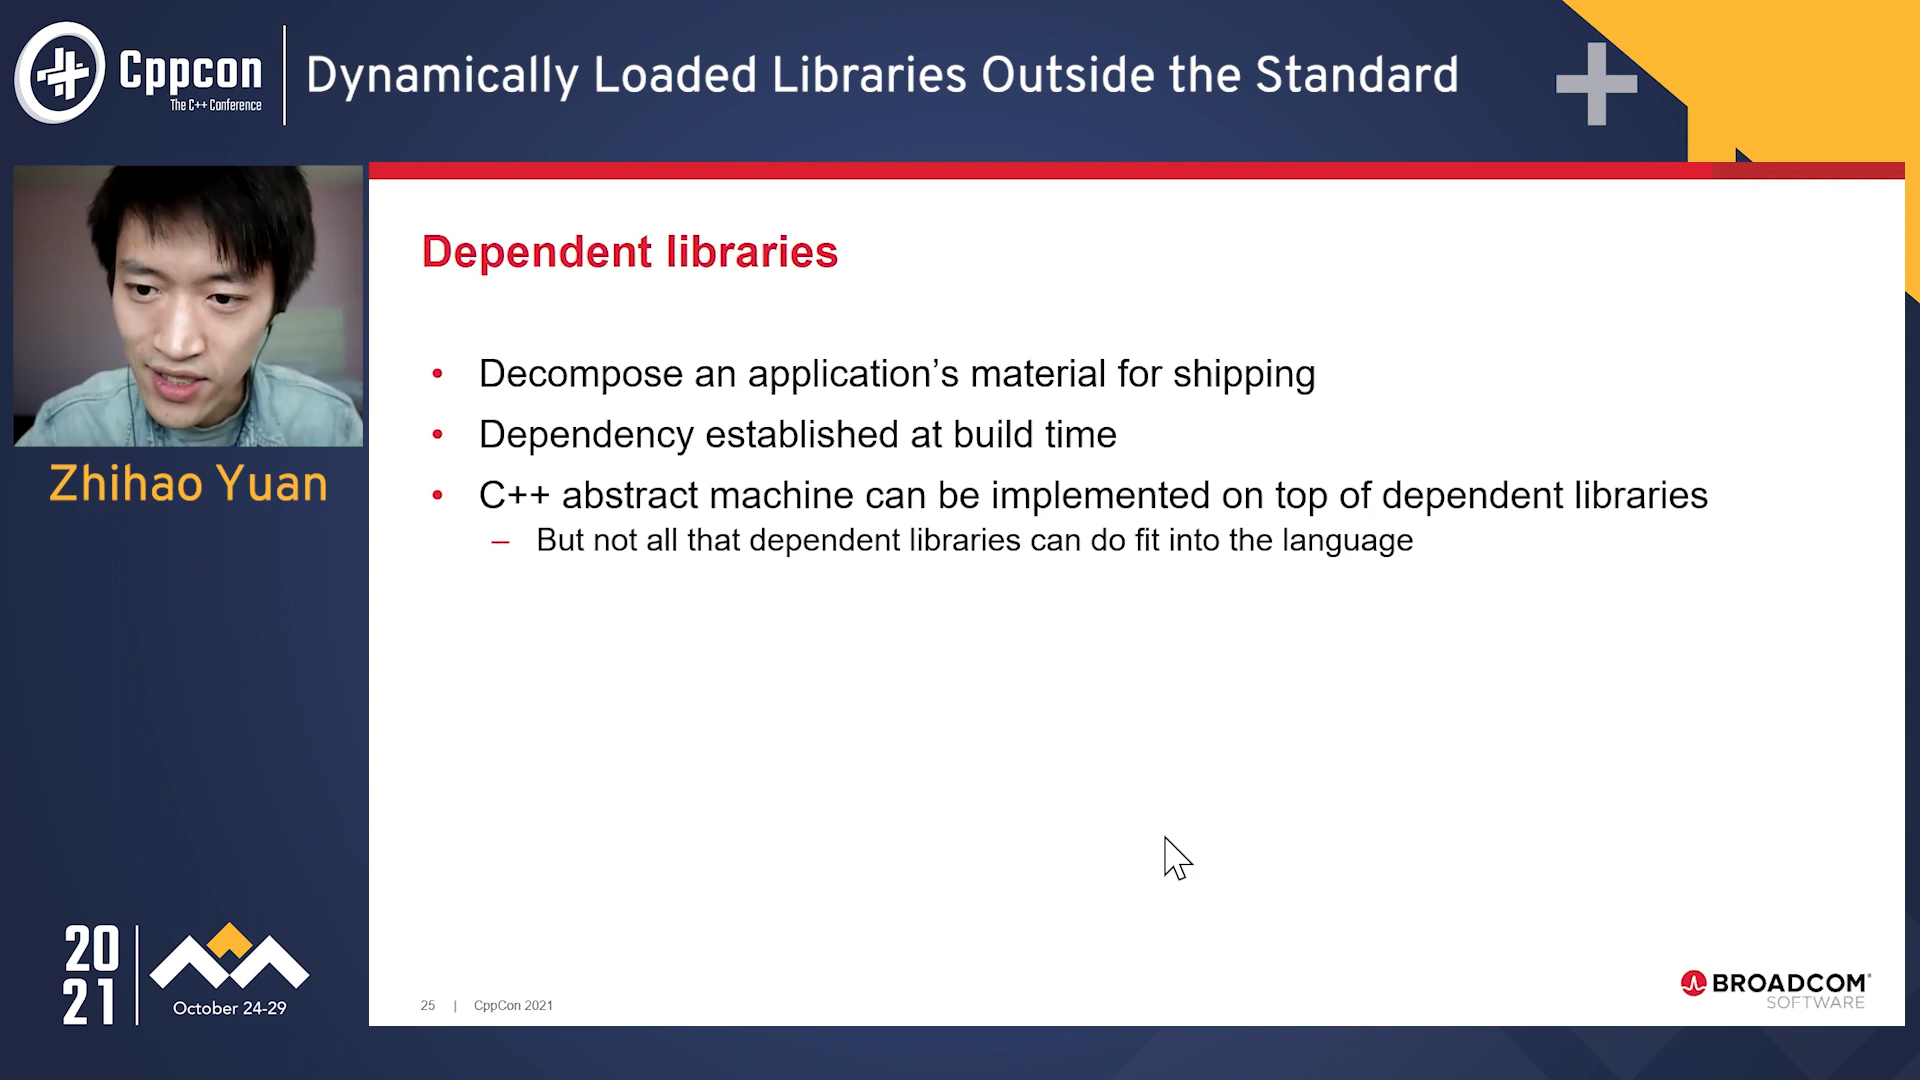 Cppcon
The C++ Conference
Dynamically Loaded Libraries Outside the Standard
Zhihao Yuan
Dependent libraries
• Decompose an application’s material for shipping
• Dependency established at build time
• C++ abstract machine can be implemented on top of dependent libraries
– But not all that dependent libraries can do fit into the language
20
21
October 24-29
25 | CppCon 2021
BROADCOM
SOFTWARE